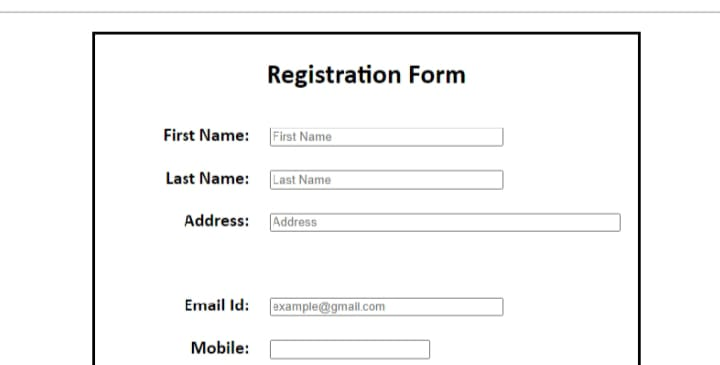 Registration Form
First Name: First Name
Last Name: Last Name
Address: Address
Email Id: example@gmail.com
Mobile: